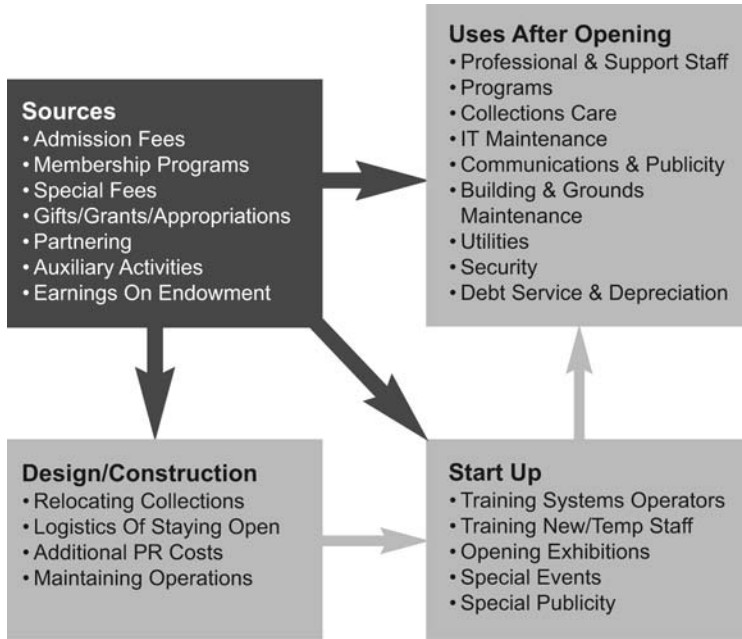 Sources
• Admission Fees
• Membership Programs
• Special Fees
• Gifts/Grants/Appropriations
• Partnering
• Auxiliary Activities
• Earnings On Endowment
Uses After Opening
• Professional & Support Staff
• Programs
• Collections Care
• IT Maintenance
• Communications & Publicity
• Building & Grounds
Maintenance
• Utilities
• Security
• Debt Service & Depreciation
Design/Construction
• Relocating Collections
• Logistics Of Staying Open
• Additional PR Costs
• Maintaining Operations
Start Up
• Training Systems Operators
• Training New/Temp Staff
• Opening Exhibitions
• Special Events
• Special Publicity